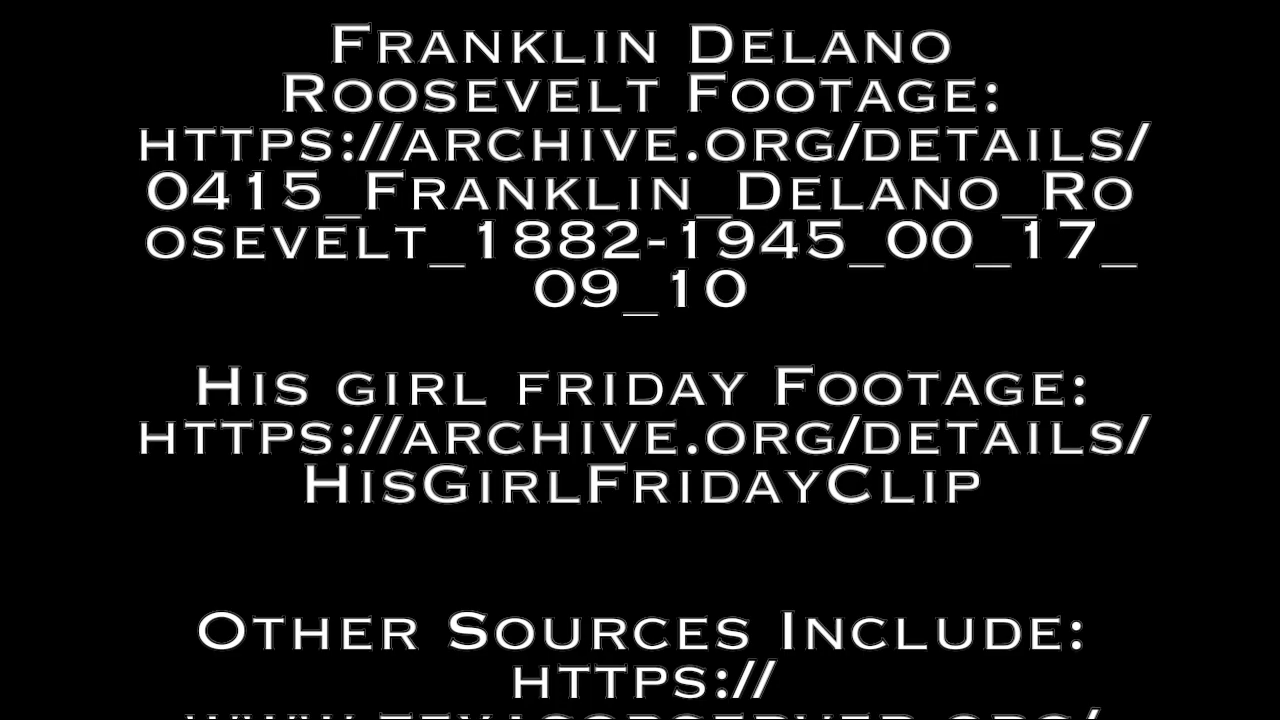 Franklin Delano
Roosevelt Footage:
https://archive.org/details/
0415_Franklin_Delano_Ro
osevelt_1882-1945_00_17_
09_10
His girl friday Footage:
https://archive.org/details/
HisGirlFridayClip
Other Sources Include:
https://